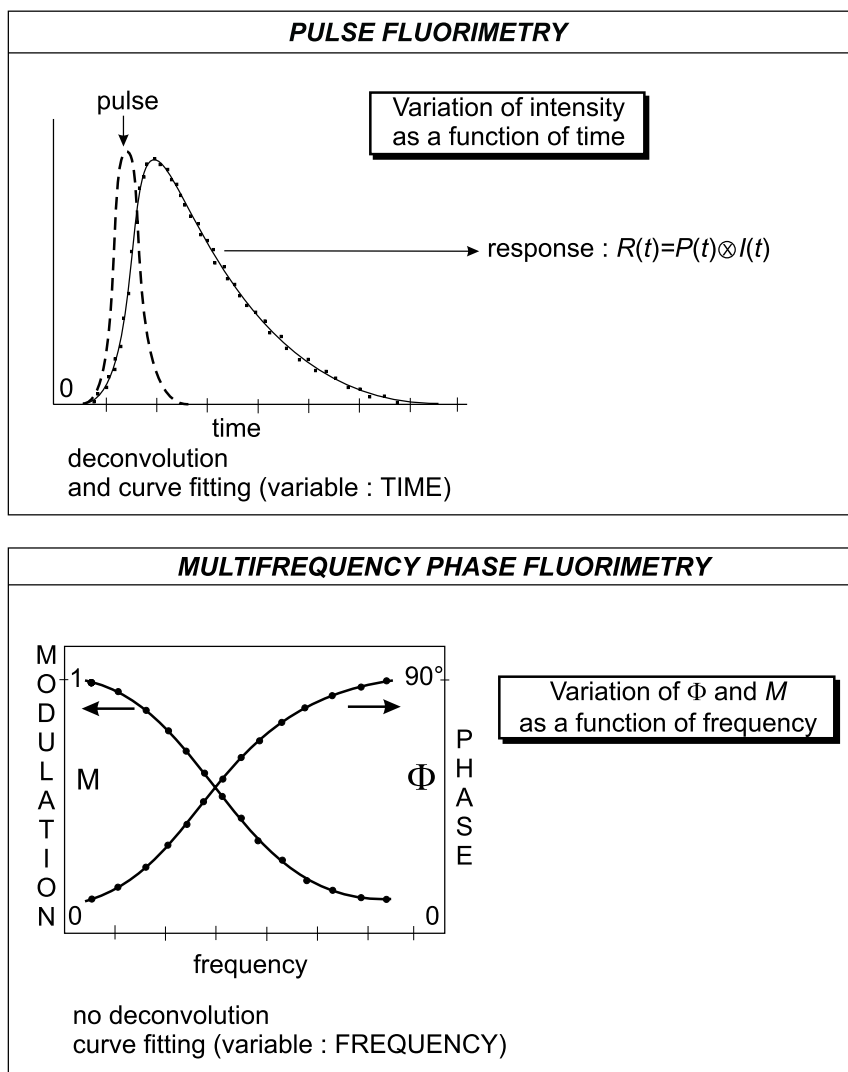 PULSE FLUORIMETRY
pulse
Variation of intensity
as a function of time
response : R(t)=P(t)⊗I(t)
0
time
deconvolution
and curve fitting (variable : TIME)
MULTIFREQUENCY PHASE FLUORIMETRY
MODULATION
1
90°
Variation of Φ and M
as a function of frequency
M
Φ
PHASE
0
0
frequency
no deconvolution
curve fitting (variable : FREQUENCY)